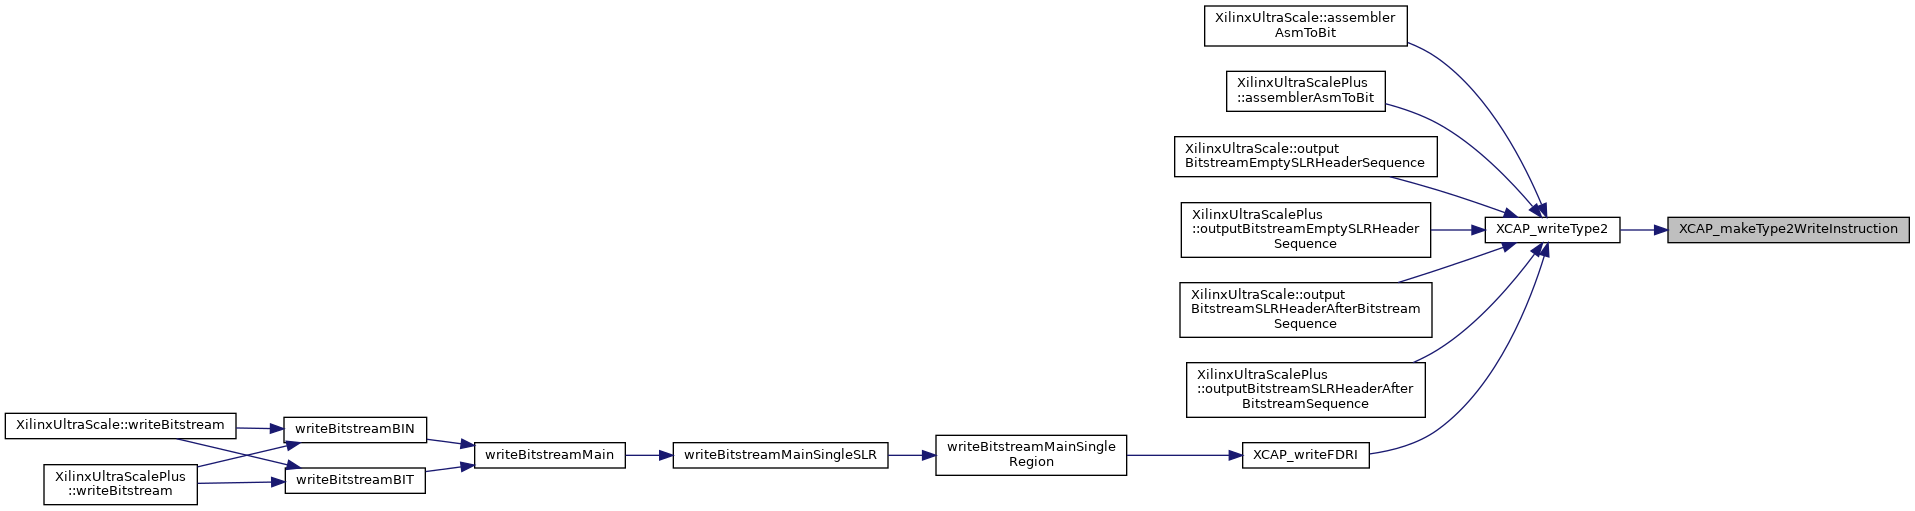 XilinxUltraScale::assembler
AsmToBit
XilinxUltraScalePlus
::assemblerAsmToBit
XilinxUltraScale::output
BitstreamEmptySLRHeaderSequence
XilinxUltraScalePlus
::outputBitstreamEmptySLRHeader
Sequence
XCAP_writeType2
XCAP_makeType2WriteInstruction
XilinxUltraScale::output
BitstreamSLRHeaderAfterBitstream
Sequence
XilinxUltraScalePlus
::outputBitstreamSLRHeaderAfter
BitstreamSequence
XilinxUltraScale::writeBitstream
writeBitstreamBIN
writeBitstreamMain
writeBitstreamMainSingleSLR
writeBitstreamMainSingle
Region
XCAP_writeFDRI
XilinxUltraScalePlus
::writeBitstream
writeBitstreamBIT